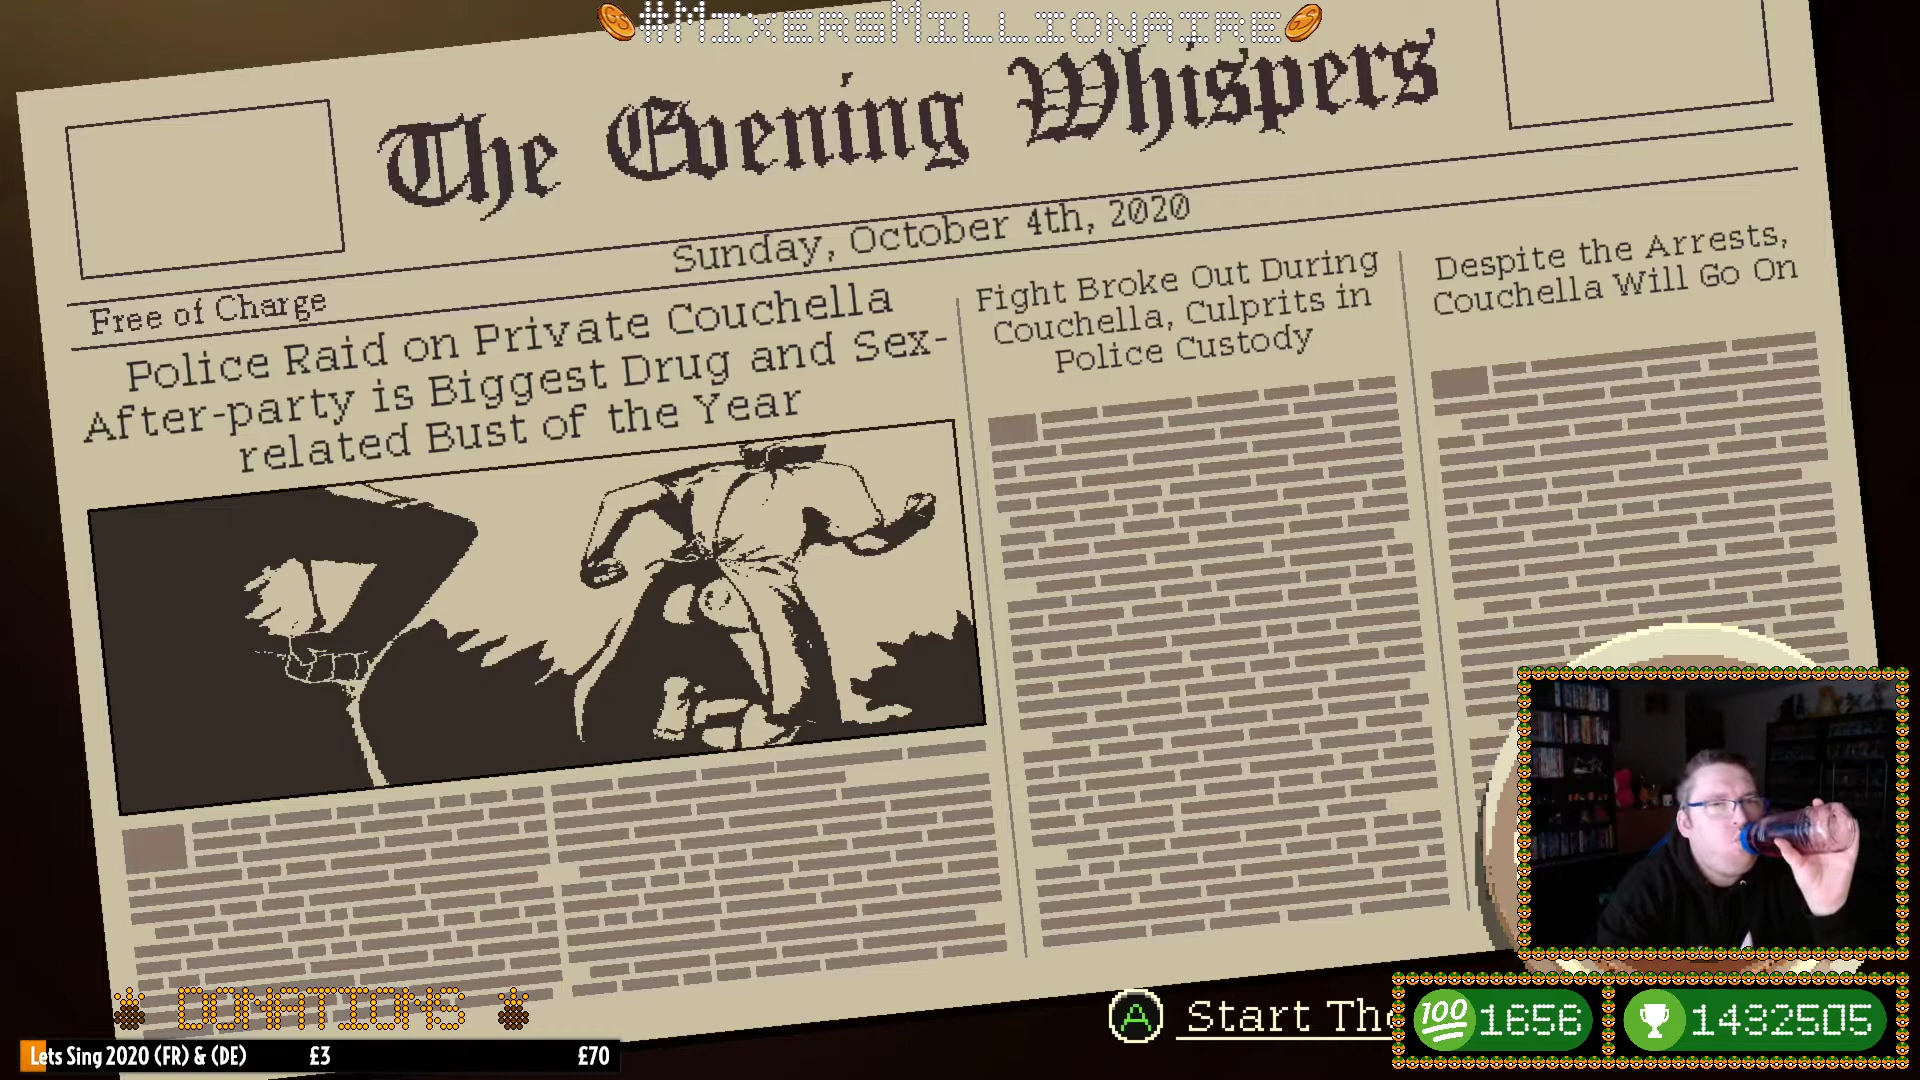 #MIXERSMILLIONAIRE
The Evening Whispers
Sunday, October 4th, 2020
Free of Charge
Police Raid on Private Couchella
After-party is Biggest Drug and Sex-
related Bust of the Year
Fight Broke Out During
Couchella, Culprits in
Police Custody
Despite the Arrests,
Couchella Will Go On
DONATIONS
Lets Sing 2020 (FR) & (DE) £3 £70
A Start The
100 1656
1432505